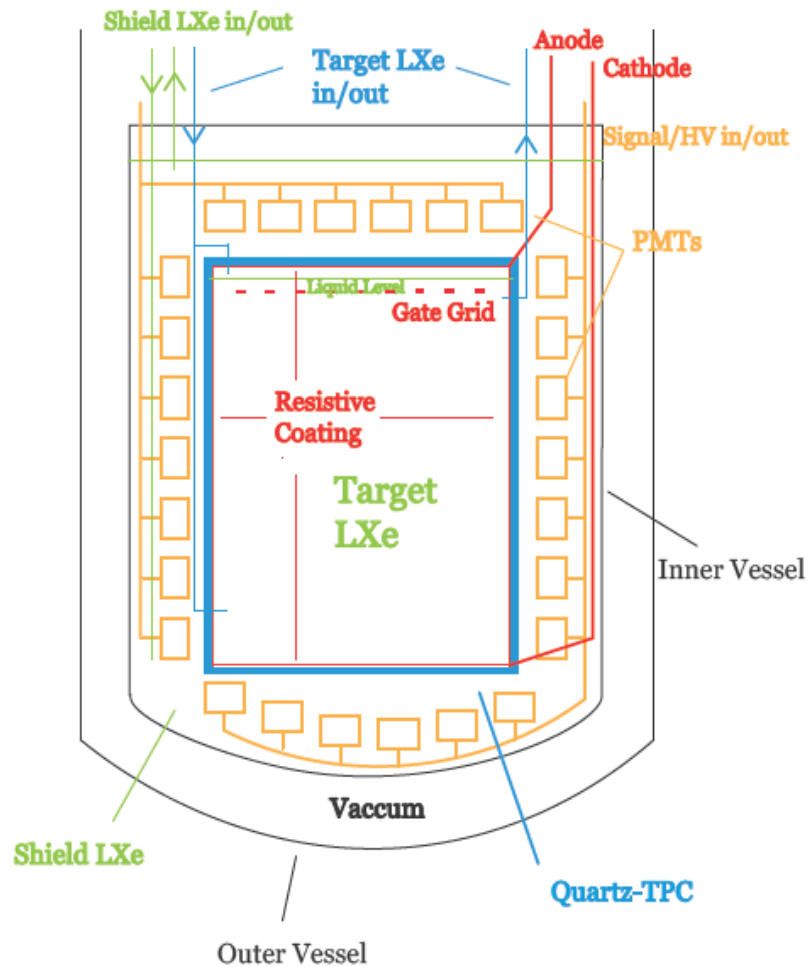 Shield LXe in/out
Target LXe
in/out
Anode
Cathode
Signal/HV in/out
PMTs
Liquid Level
Gate Grid
Resistive
Coating
Target
LXe
Inner Vessel
Vaccum
Shield LXe
Quartz-TPC
Outer Vessel